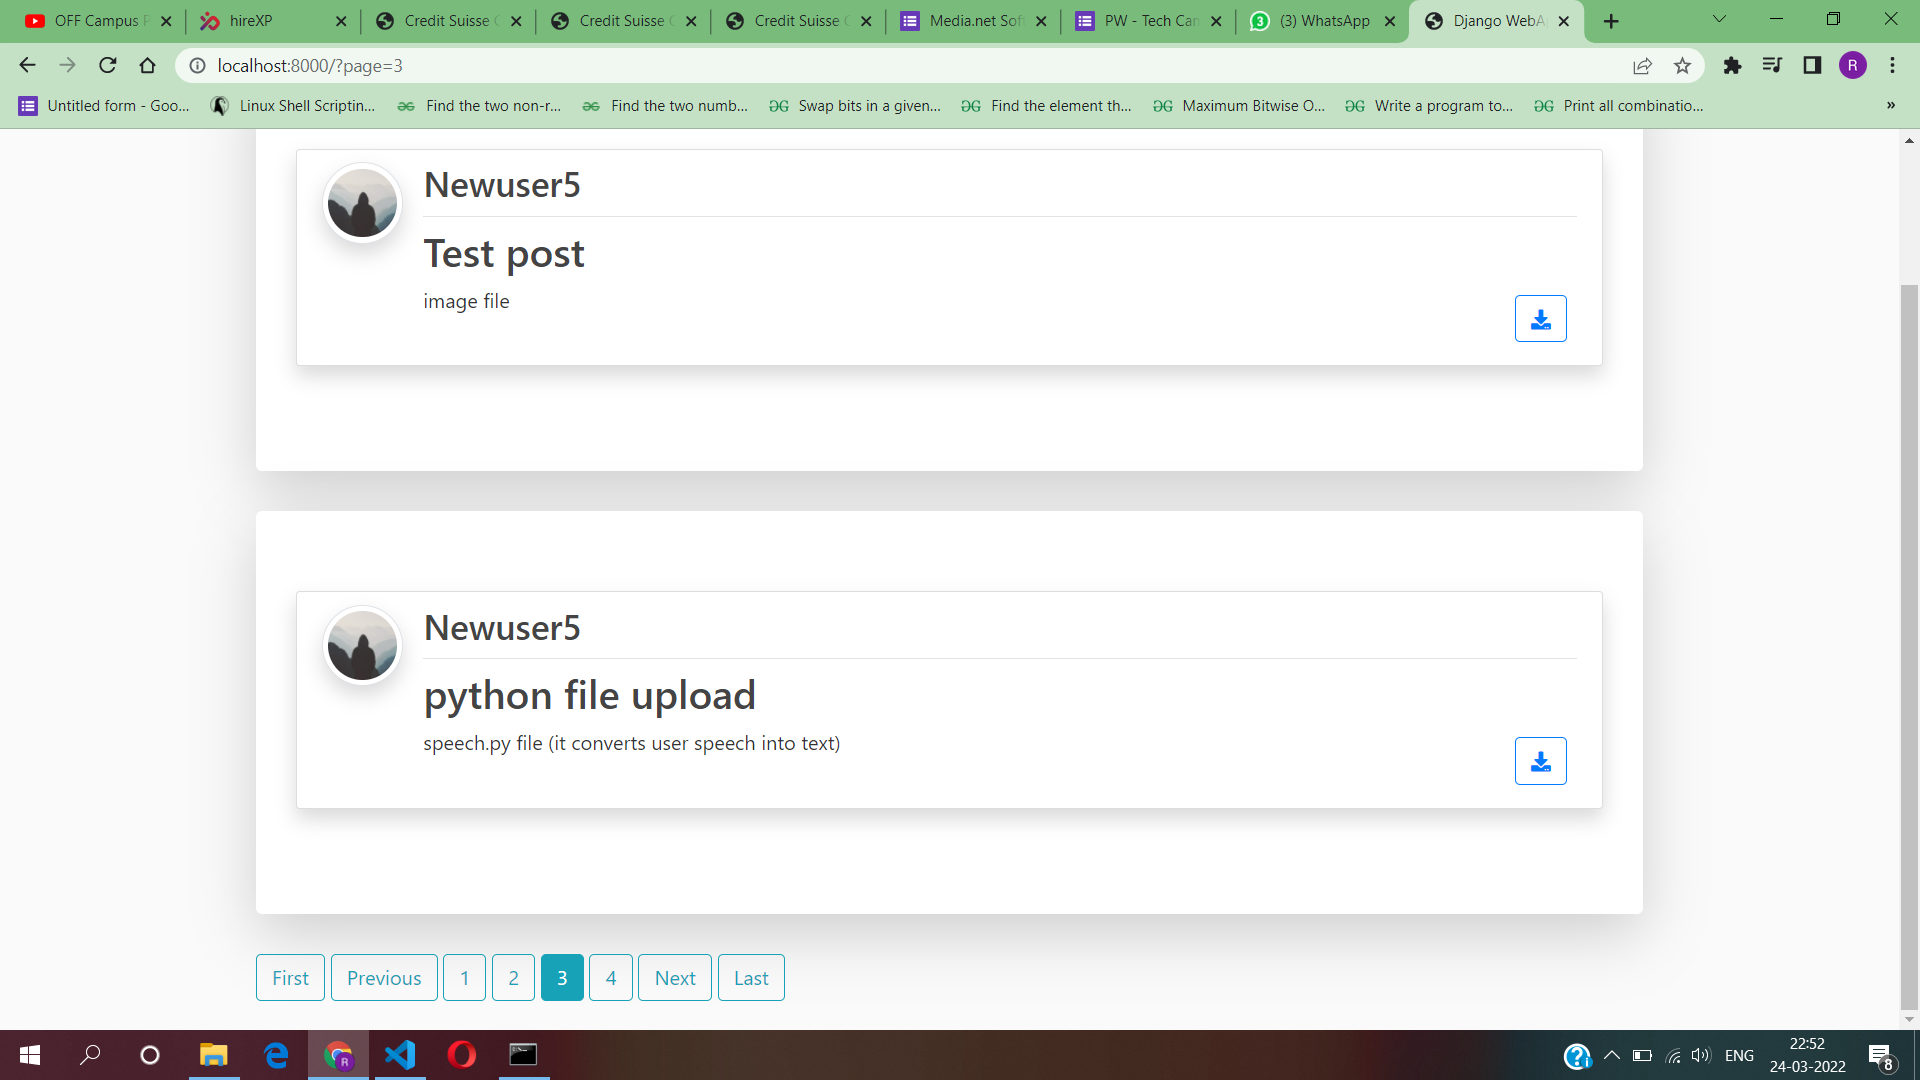 OFF Campus P
hireXP
Credit Suisse C
Credit Suisse C
Credit Suisse C
Media.net Soft
PW - Tech Cam
(3) WhatsApp
Django WebAp
localhost:8000/?page=3
R
Untitled form - Goo...
Linux Shell Scriptin...
Find the two non-r...
Find the two numb...
Swap bits in a given...
Find the element th...
Maximum Bitwise O...
Write a program to...
Print all combinatio...
»
Newuser5
Test post
image file
Newuser5
python file upload
speech.py file (it converts user speech into text)
First Previous 1 2 3 4 Next Last
ENG
22:52
24-03-2022
8